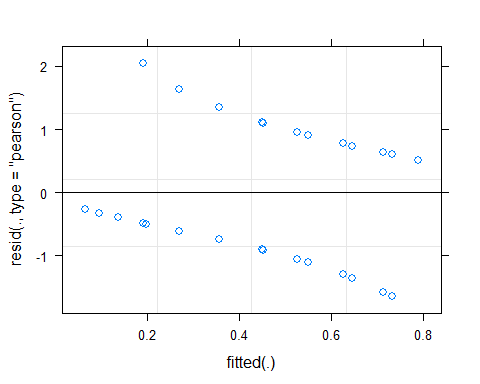 resid(., type = "pearson")
2
1
0
-1
0.2 0.4 0.6 0.8
fitted(.)